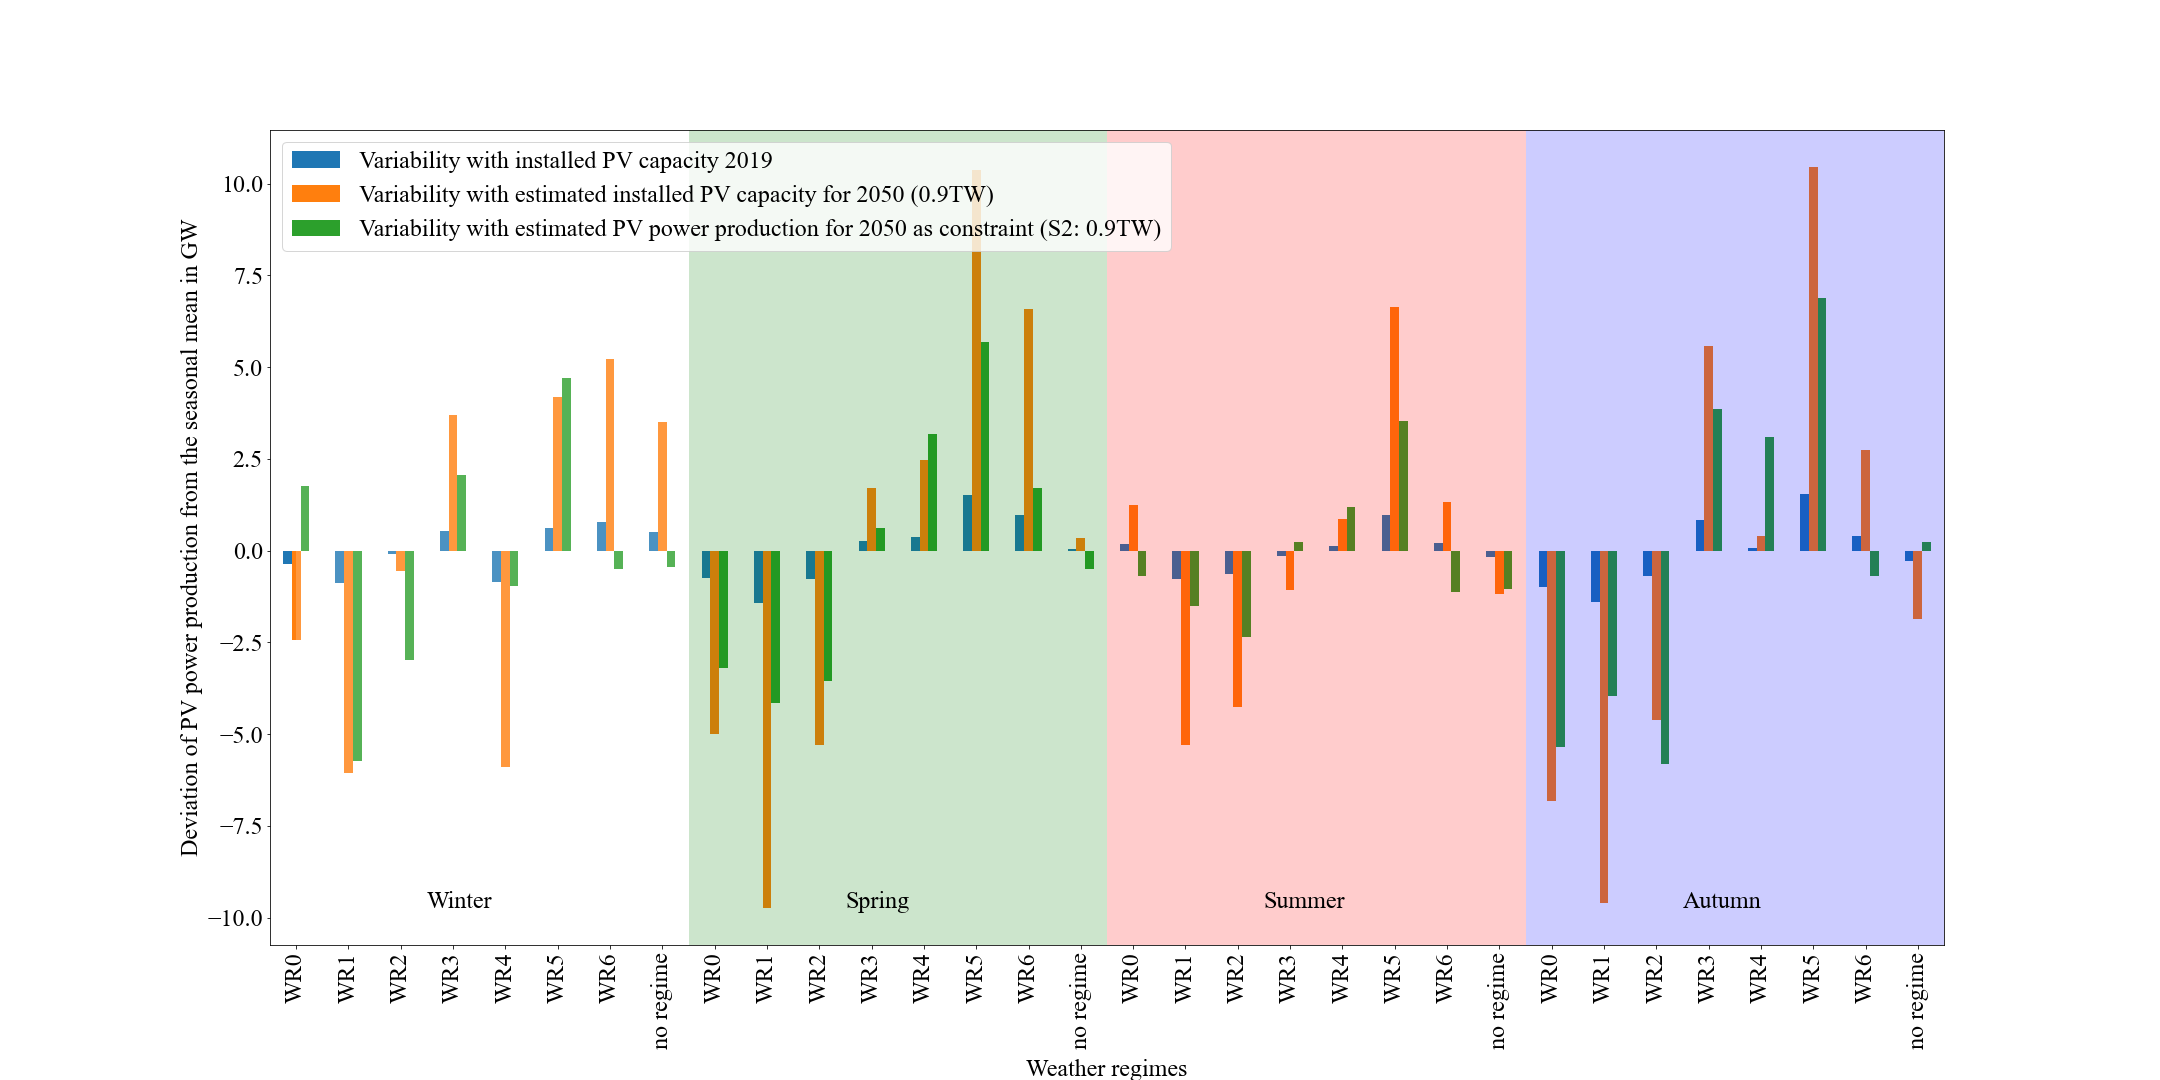 Variability with installed PV capacity 2019
Variability with estimated installed PV capacity for 2050 (0.9TW)
Variability with estimated PV power production for 2050 as constraint (S2: 0.9TW)
Deviation of PV power production from the seasonal mean in GW
10.0
7.5
5.0
2.5
0.0
−2.5
−5.0
−7.5
−10.0
Winter
Spring
Summer
Autumn
WR0
WR1
WR2
WR3
WR4
WR5
WR6
no regime
WR0
WR1
WR2
WR3
WR4
WR5
WR6
no regime
WR0
WR1
WR2
WR3
WR4
WR5
WR6
no regime
WR0
WR1
WR2
WR3
WR4
WR5
WR6
no regime
Weather regimes